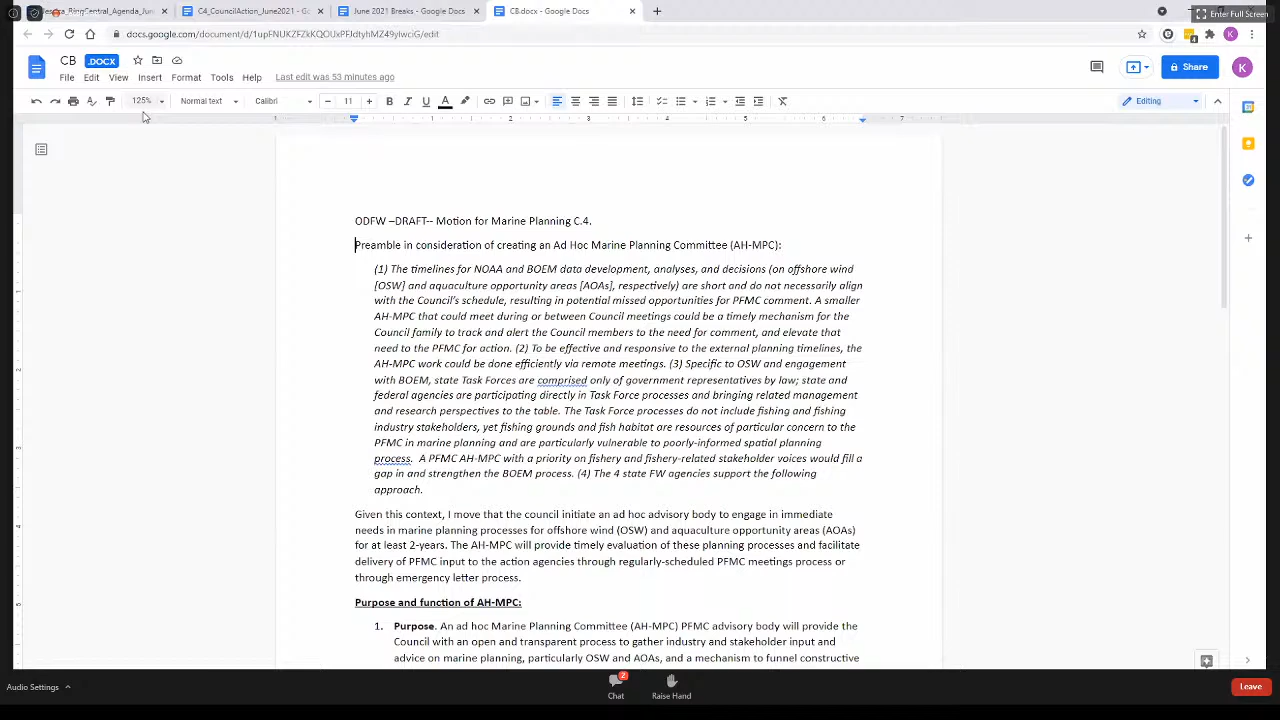 C4_CouncilAction_June2021 - G
June 2021 Breaks - Google Docs
CB.docx - Google Docs
Enter Full Screen
docs.google.com/document/d/1upFNUKZFZkKQOUxPFJdtyhMZ49yIwciG/edit
K
CB .DOCX
File Edit View Insert Format Tools Help Last edit was 53 minutes ago
Share
K
125% Normal text Calibri 11 Editing
1 1 2 3 4 5 6 7
ODFW –DRAFT-- Motion for Marine Planning C.4.
Preamble in consideration of creating an Ad Hoc Marine Planning Committee (AH-MPC):
(1) The timelines for NOAA and BOEM data development, analyses, and decisions (on offshore wind
[OSW] and aquaculture opportunity areas [AOAs], respectively) are short and do not necessarily align
with the Council's schedule, resulting in potential missed opportunities for PFMC comment. A smaller
AH-MPC that could meet during or between Council meetings could be a timely mechanism for the
Council family to track and alert the Council members to the need for comment, and elevate that
need to the PFMC for action. (2) To be effective and responsive to the external planning timelines, the
AH-MPC work could be done efficiently via remote meetings. (3) Specific to OSW and engagement
with BOEM, state Task Forces are comprised only of government representatives by law; state and
federal agencies are participating directly in Task Force processes and bringing related management
and research perspectives to the table. The Task Force processes do not include fishing and fishing
industry stakeholders, yet fishing grounds and fish habitat are resources of particular concern to the
PFMC in marine planning and are particularly vulnerable to poorly-informed spatial planning
process. A PFMC AH-MPC with a priority on fishery and fishery-related stakeholder voices would fill a
gap in and strengthen the BOEM process. (4) The 4 state FW agencies support the following
approach.
Given this context, I move that the council initiate an ad hoc advisory body to engage in immediate
needs in marine planning processes for offshore wind (OSW) and aquaculture opportunity areas (AOAs)
for at least 2-years. The AH-MPC will provide timely evaluation of these planning processes and facilitate
delivery of PFMC input to the action agencies through regularly-scheduled PFMC meetings process or
through emergency letter process.
Purpose and function of AH-MPC:
1. Purpose. An ad hoc Marine Planning Committee (AH-MPC) PFMC advisory body will provide the
Council with an open and transparent process to gather industry and stakeholder input and
advice on marine planning, particularly OSW and AOAs, and a mechanism to funnel constructive
Audio Settings
2
Chat
Raise Hand
Leave